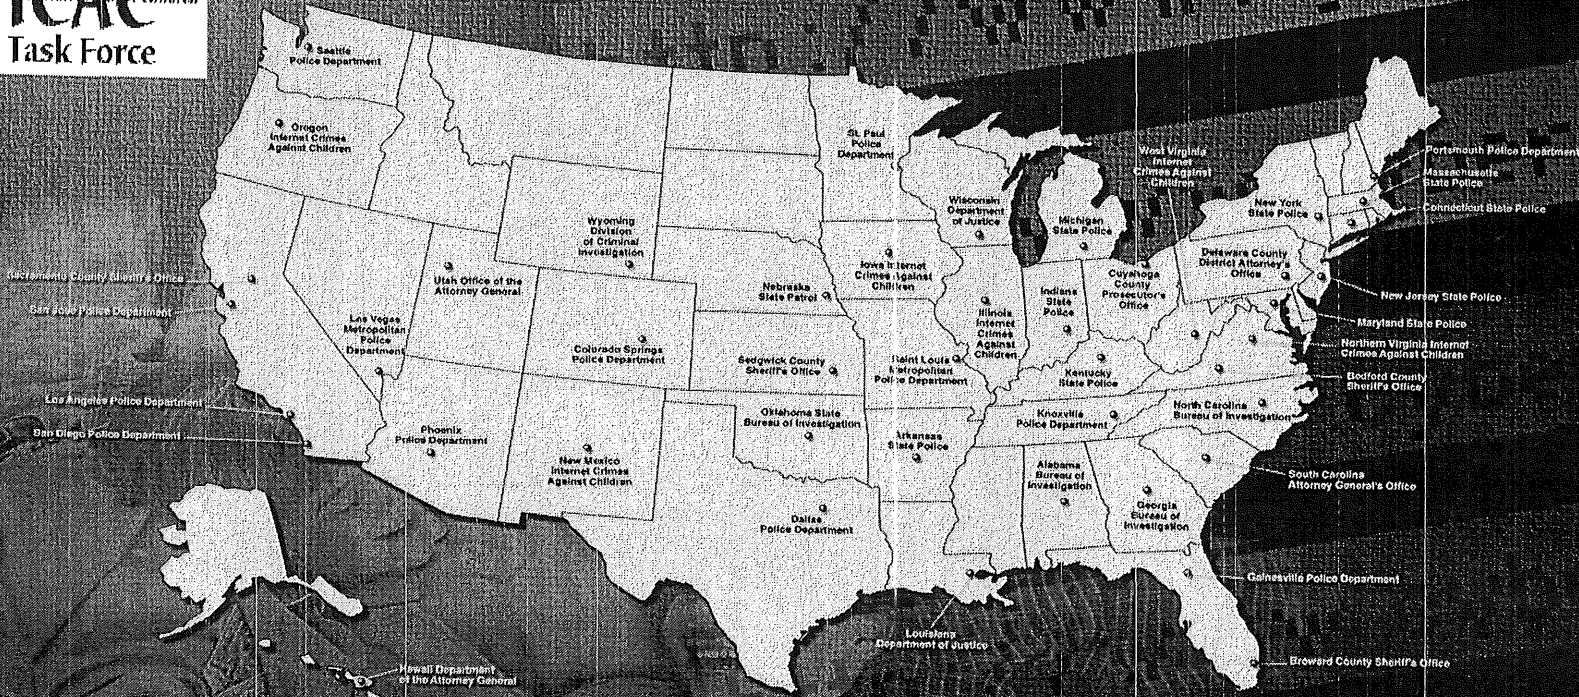 ICAC
Task Force
Seattle
Police Department
Oregon
Internet Crimes
Against Children
Wyoming
Division
of Criminal
Investigation
St. Paul
Police
Department
Wisconsin
Department
of Justice
Michigan
State Police
West Virginia
Internet
Crimes Against
Children
New York
State Police
Portsmouth Police Department
Massachusetts
State Police
Connecticut State Police
Sacramento County Sheriff's Office
San Jose Police Department
Las Vegas
Metropolitan
Police
Department
Utah Office of the
Attorney General
Colorado Springs
Police Department
Nebraska
State Patrol
Iowa Internet
Crimes Against
Children
Illinois
Internet
Crimes
Against
Children
Indiana
State
Police
Cuyahoga
County
Prosecutor's
Office
Delaware County
District Attorney's
Office
New Jersey State Police
Maryland State Police
Northern Virginia Internet
Crimes Against Children
Bedford County
Sheriff's Office
Los Angeles Police Department
San Diego Police Department
Phoenix
Police Department
New Mexico
Internet Crimes
Against Children
Sedgwick County
Sheriff's Office
Saint Louis
Metropolitan
Police Department
Kentucky
State Police
Oklahoma State
Bureau of Investigation
Arkansas
State Police
Knoxville
Police Department
North Carolina
Bureau of Investigation
Alabama
Bureau of
Investigation
Georgia
Bureau of
Investigation
South Carolina
Attorney General's Office
Dallas
Police Department
Louisiana
Department of Justice
Gainesville Police Department
Broward County Sheriff's Office
Hawaii Department
of the Attorney General